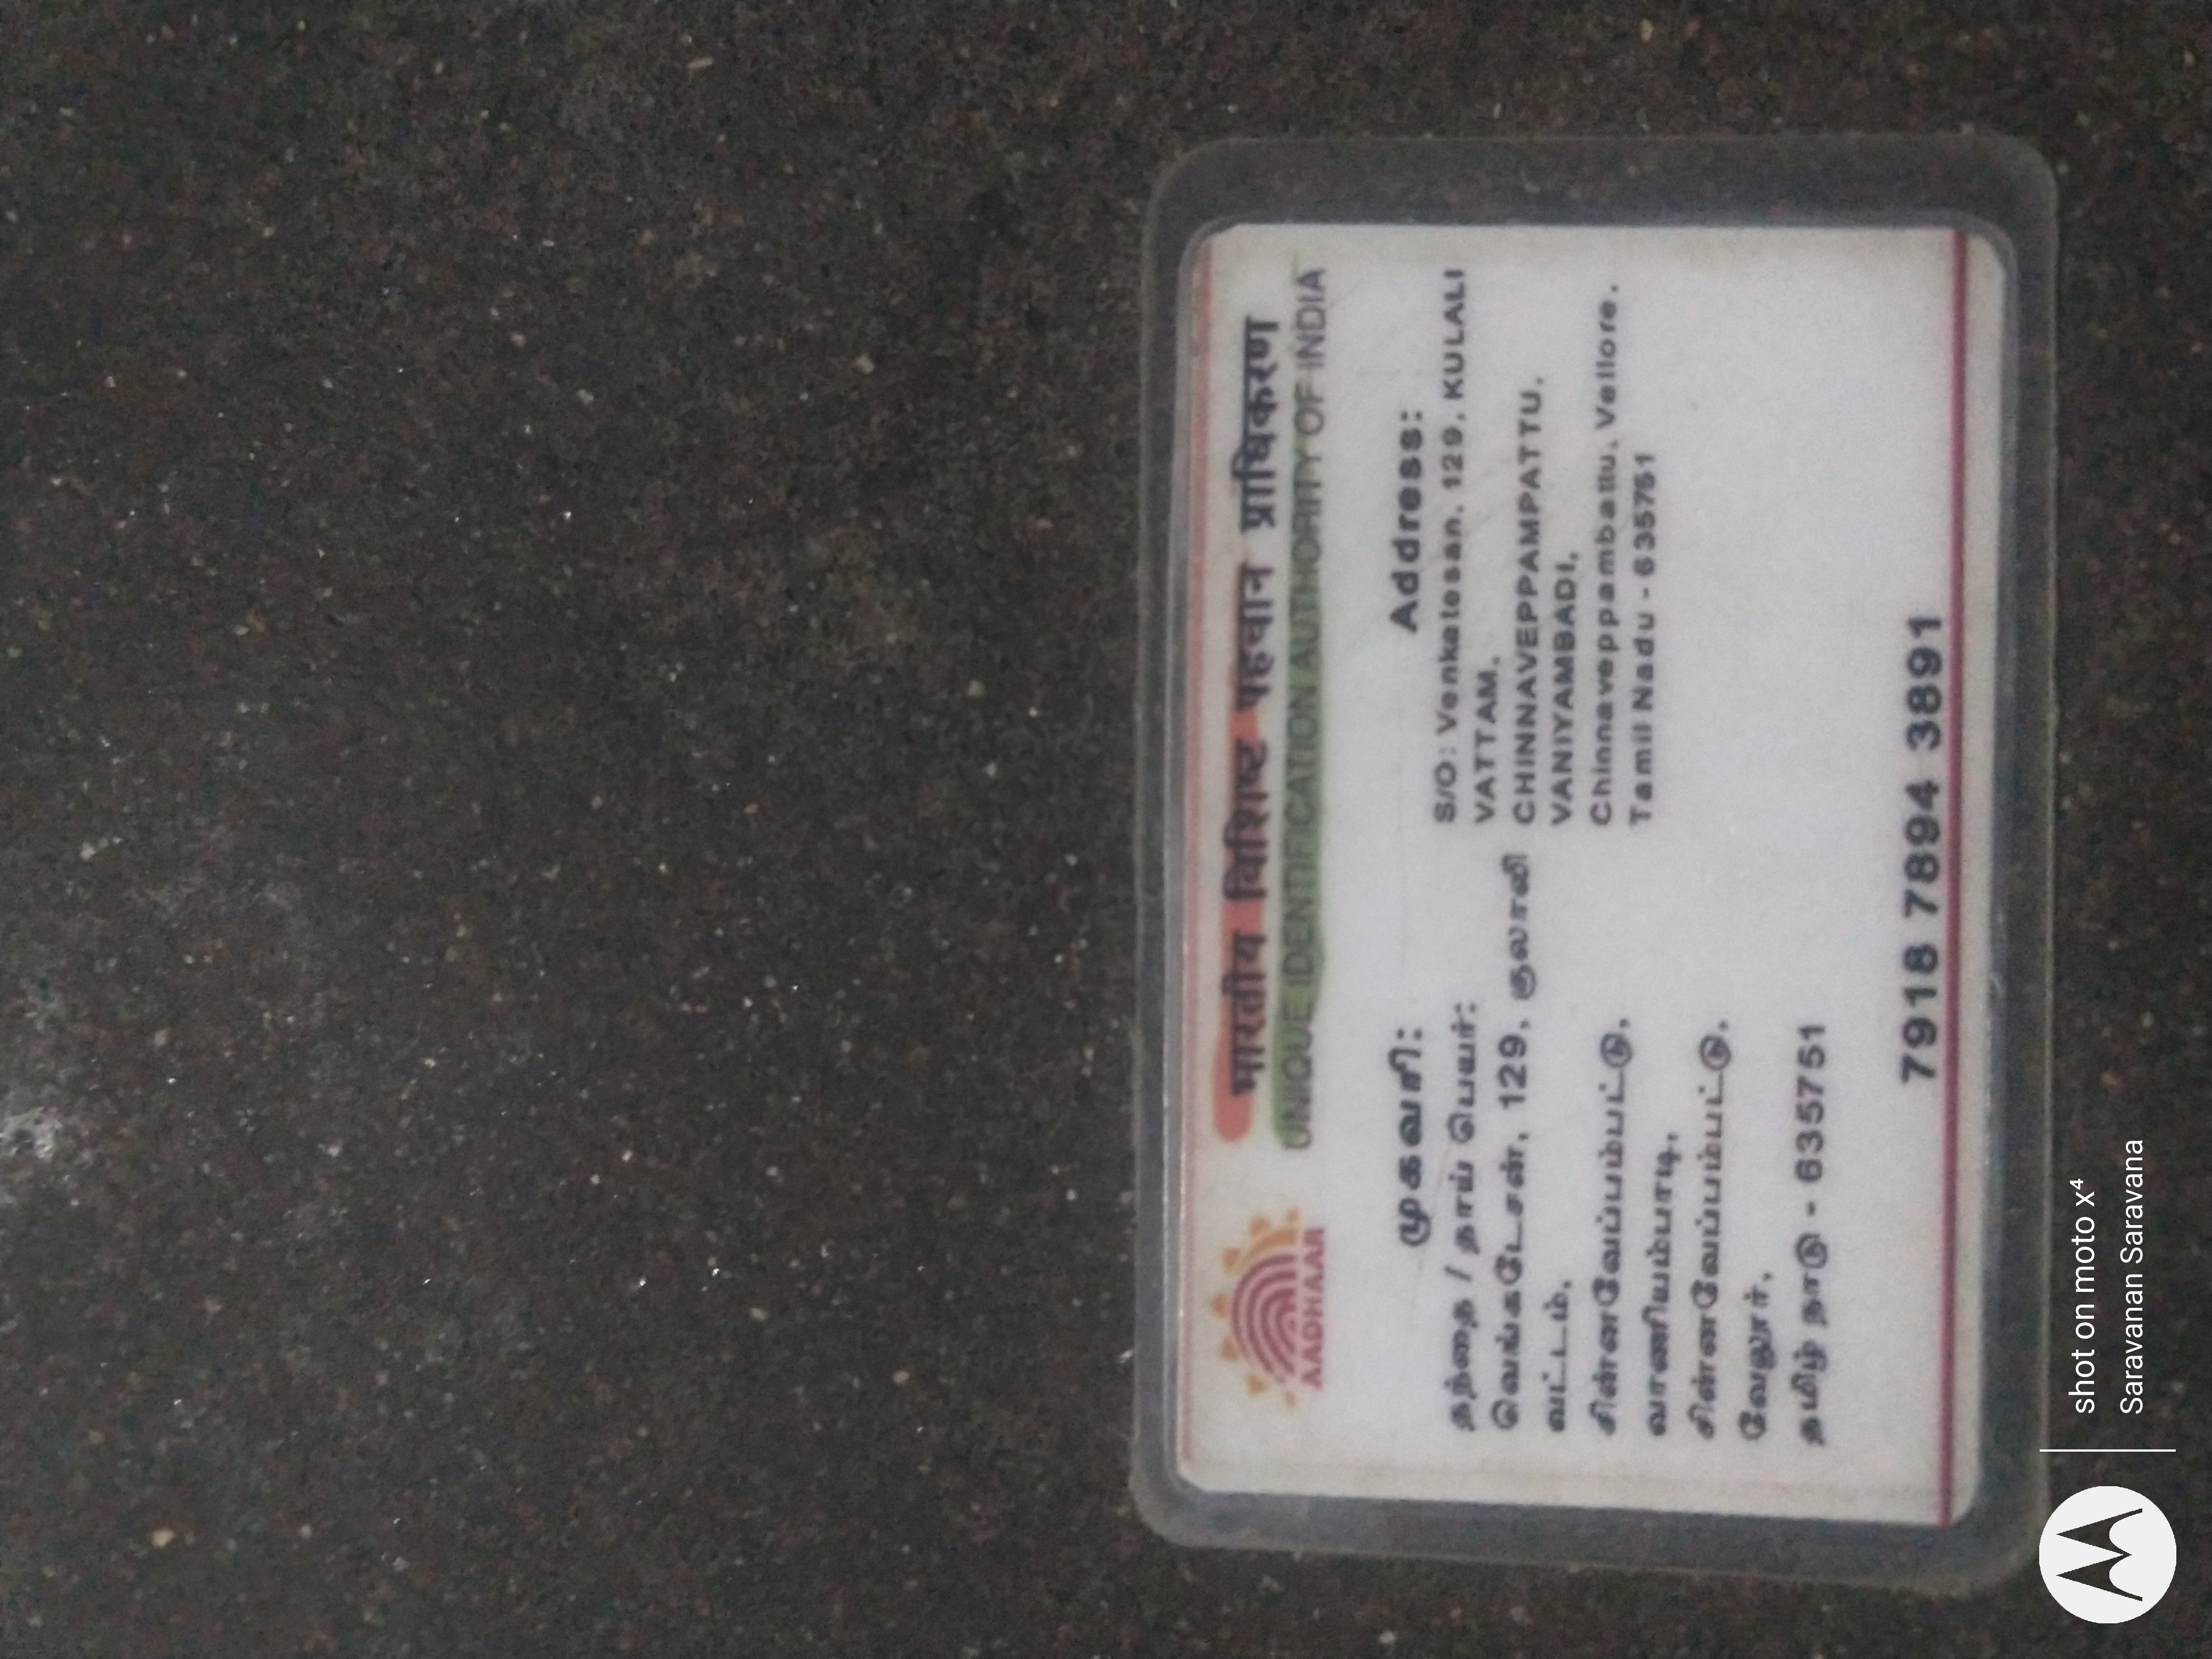 भारतीय विशिष्ट पहचान प्राधिकरण
UNIQUE IDENTIFICATION AUTHORITY OF INDIA
AADHAAR
முகவரி:
தந்தை / தாய் பெயர்:
வெங்கடேசன், 129, குலாலி
வட்டம்,
சின்னவேப்பம்பட்டு,
வாணியம்பாடி,
சின்னவேப்பம்பட்டு,
வேலூர்,
தமிழ் நாடு - 635751
Address:
S/O: Venkatesan, 129, KULALI
VATTAM,
CHINNAVEPPAMPATTU,
VANIYAMBADI,
Chinnaveppambattu, Vellore,
Tamil Nadu - 635751
7918 7894 3891
shot on moto x⁴
Saravanan Saravana